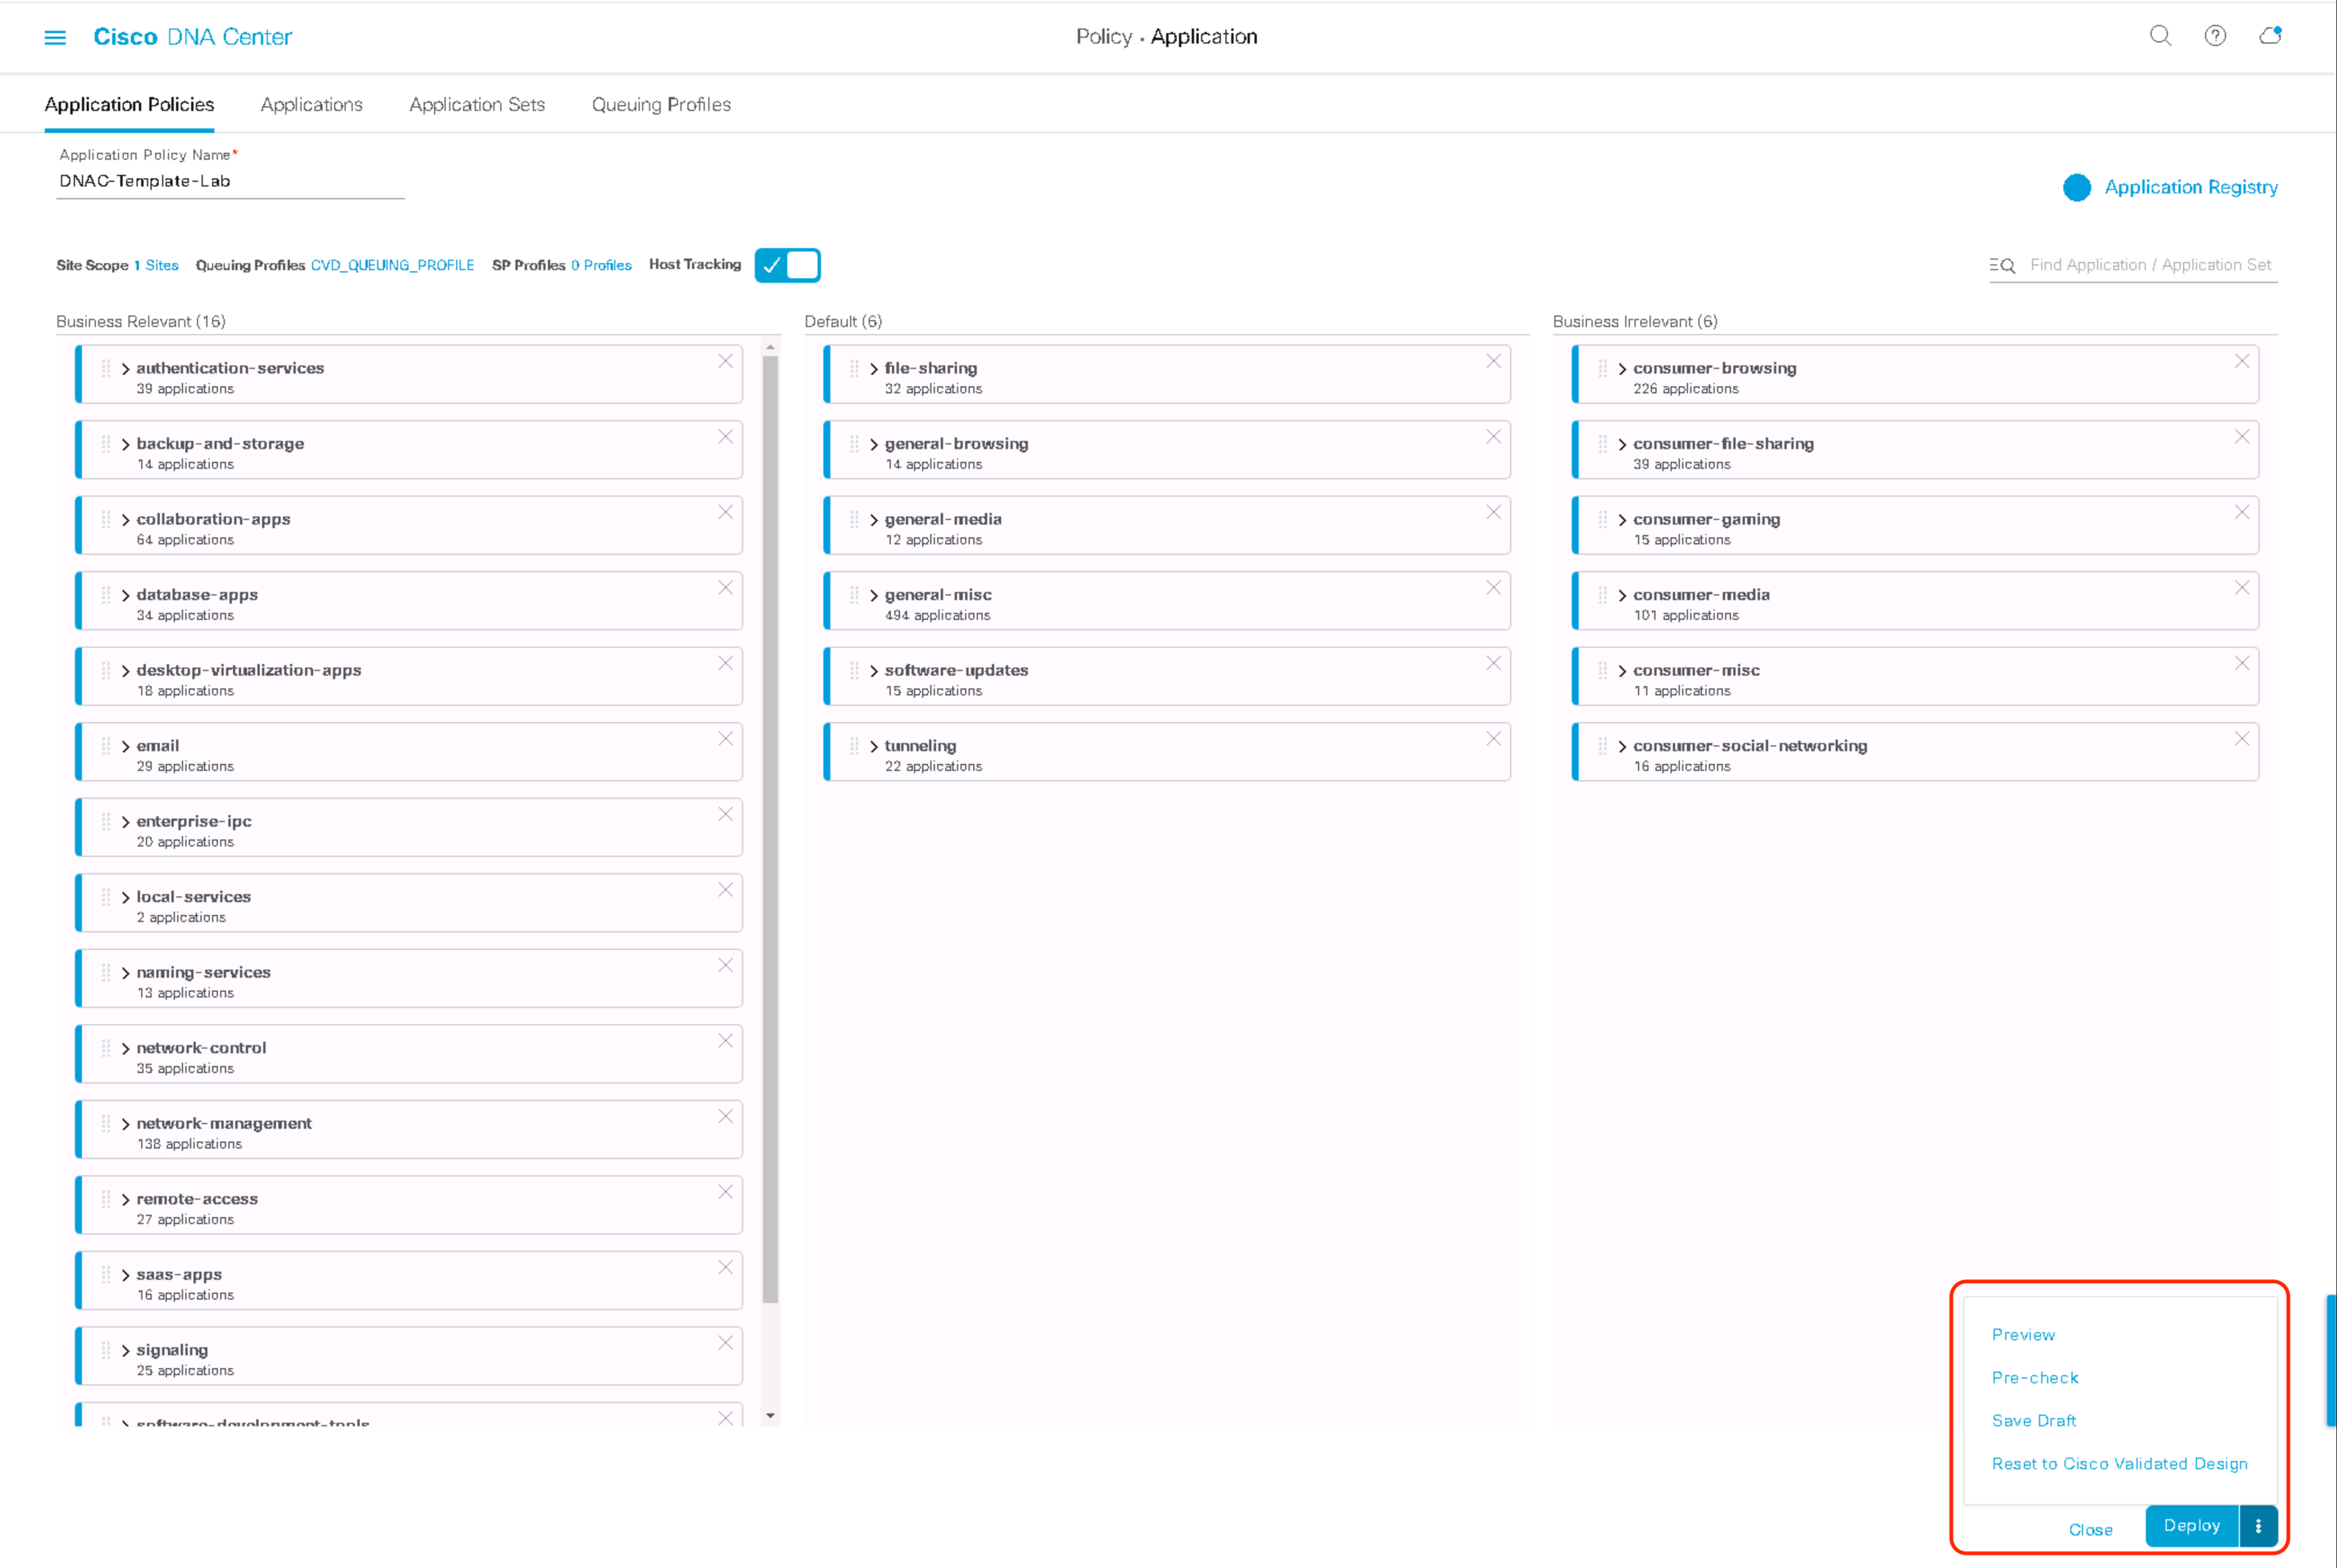 Cisco DNA Center
Policy · Application
Application Policies Applications Application Sets Queuing Profiles
Application Policy Name*
DNAC-Template-Lab
Application Registry
Site Scope 1 Sites Queuing Profiles CVD_QUEUING_PROFILE SP Profiles 0 Profiles Host Tracking
Find Application / Application Set
Business Relevant (16)
authentication-services
39 applications
backup-and-storage
14 applications
collaboration-apps
64 applications
database-apps
34 applications
desktop-virtualization-apps
18 applications
email
29 applications
enterprise-ipc
20 applications
local-services
2 applications
naming-services
13 applications
network-control
35 applications
network-management
138 applications
remote-access
27 applications
saas-apps
16 applications
signaling
25 applications
software-development-tools
Default (6)
file-sharing
32 applications
general-browsing
14 applications
general-media
12 applications
general-misc
494 applications
software-updates
15 applications
tunneling
22 applications
Business Irrelevant (6)
consumer-browsing
226 applications
consumer-file-sharing
39 applications
consumer-gaming
15 applications
consumer-media
101 applications
consumer-misc
11 applications
consumer-social-networking
16 applications
Preview
Pre-check
Save Draft
Reset to Cisco Validated Design
Close Deploy